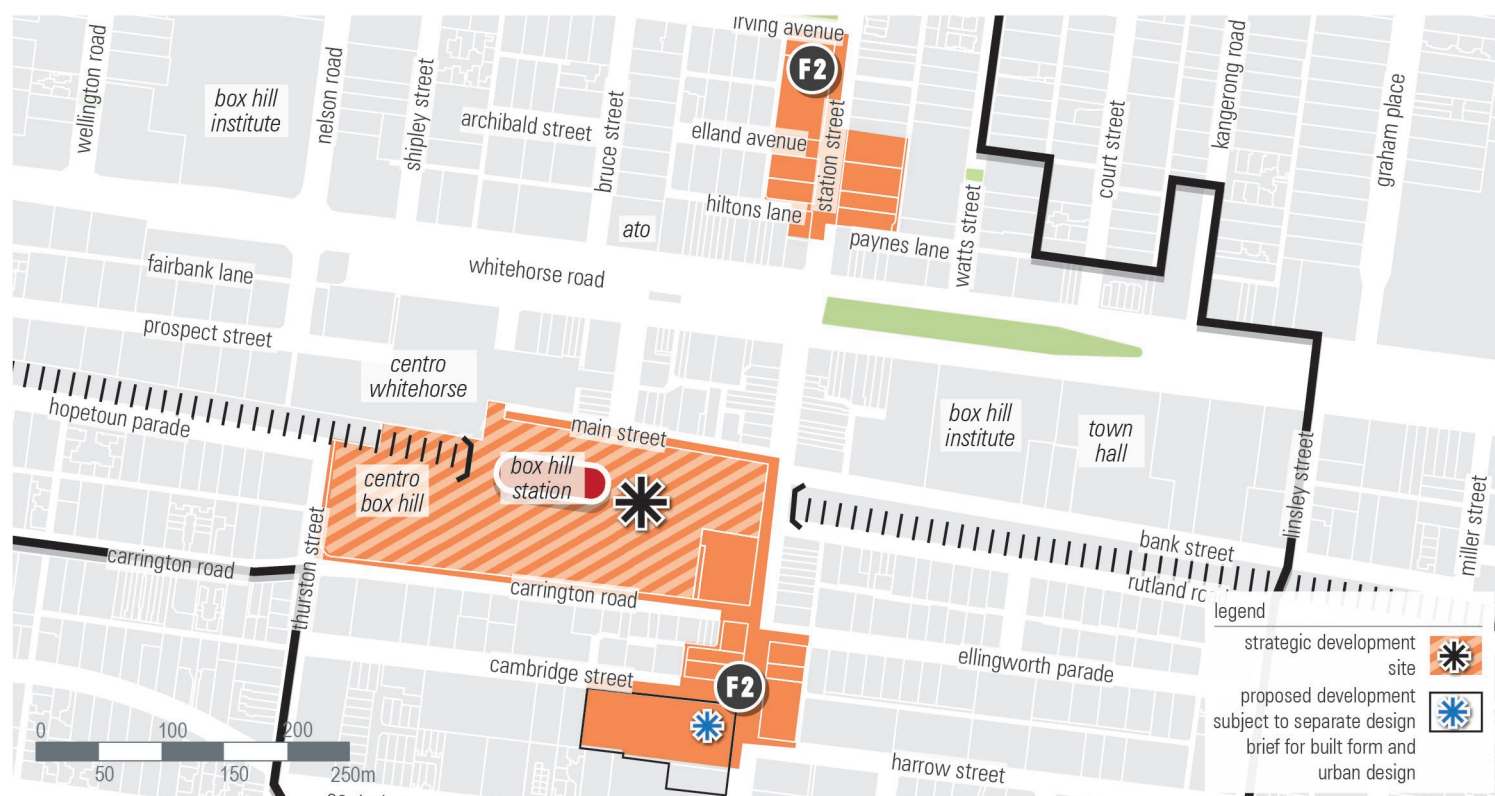 irving avenue
F2
wellington road
box hill
institute
nelson road
shipley street
archibald street
bruce street
elland avenue
station street
hiltons lane
ato
paynes lane
watts street
court street
kangerong road
graham place
fairbank lane
whitehorse road
prospect street
centro
whitehorse
hopetoun parade
main street
centro
box hill
box hill
station
box hill
institute
town
hall
linsley street
miller street
bank street
rutland
carrington road
thurston street
carrington road
cambridge street
F2
ellingworth parade
harrow street
legend
strategic development
site
proposed development
subject to separate design
brief for built form and
urban design
0 100 200
50 150 250m